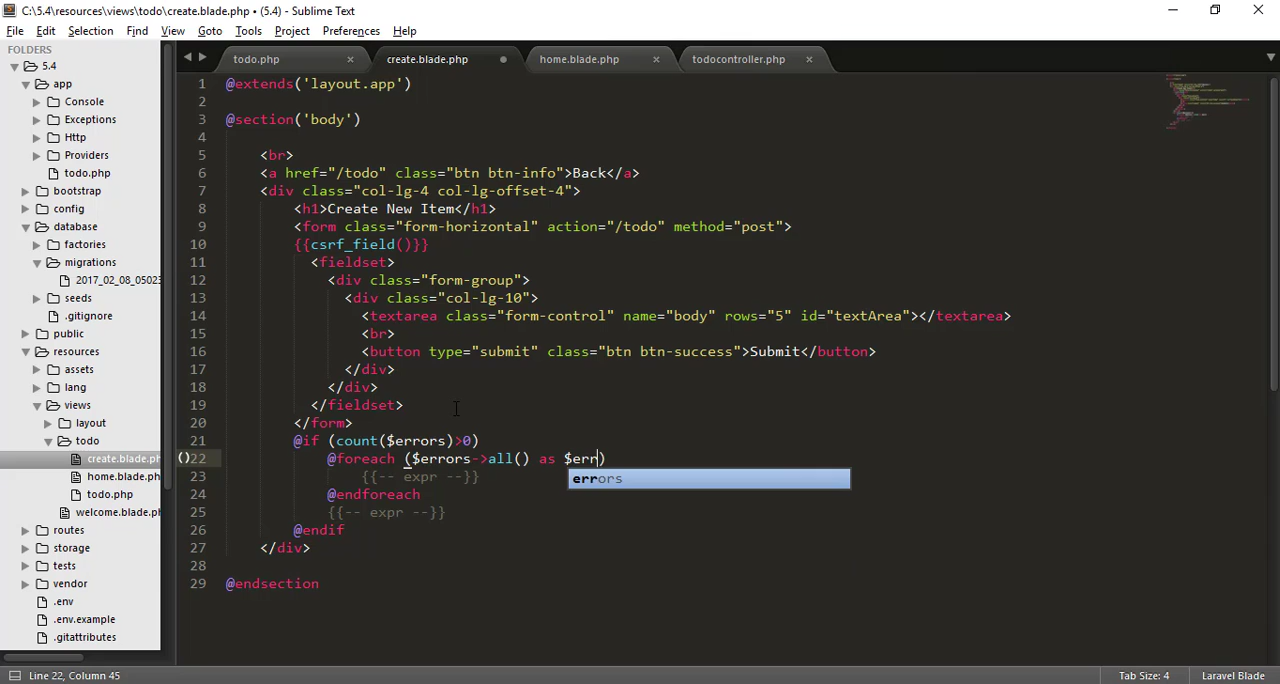 C:\5.4\resources\views\todo\create.blade.php • (5.4) - Sublime Text
File Edit Selection Find View Goto Tools Project Preferences Help
FOLDERS
5.4
app
Console
Exceptions
Http
Providers
todo.php
bootstrap
config
database
factories
migrations
2017_02_08_05023
seeds
.gitignore
public
resources
assets
lang
views
layout
todo
create.blade.ph
home.blade.ph
todo.php
welcome.blade.ph
routes
storage
tests
vendor
.env
.env.example
.gitattributes
todo.php create.blade.php home.blade.php todocontroller.php
1 @extends('layout.app')
2
3 @section('body')
4
5 <br>
6 <a href="/todo" class="btn btn-info">Back</a>
7 <div class="col-lg-4 col-lg-offset-4">
8 <h1>Create New Item</h1>
9 <form class="form-horizontal" action="/todo" method="post">
10 {{csrf_field()}}
11 <fieldset>
12 <div class="form-group">
13 <div class="col-lg-10">
14 <textarea class="form-control" name="body" rows="5" id="textArea"></textarea>
15 <br>
16 <button type="submit" class="btn btn-success">Submit</button>
17 </div>
18 </div>
19 </fieldset>
20 </form>
21 @if (count($errors)>0)
()22 @foreach ($errors->all() as $err)
errors
23 {{-- expr --}}
24 @endforeach
25 {{-- expr --}}
26 @endif
27 </div>
28
29 @endsection
Line 22, Column 45 Tab Size: 4 Laravel Blade